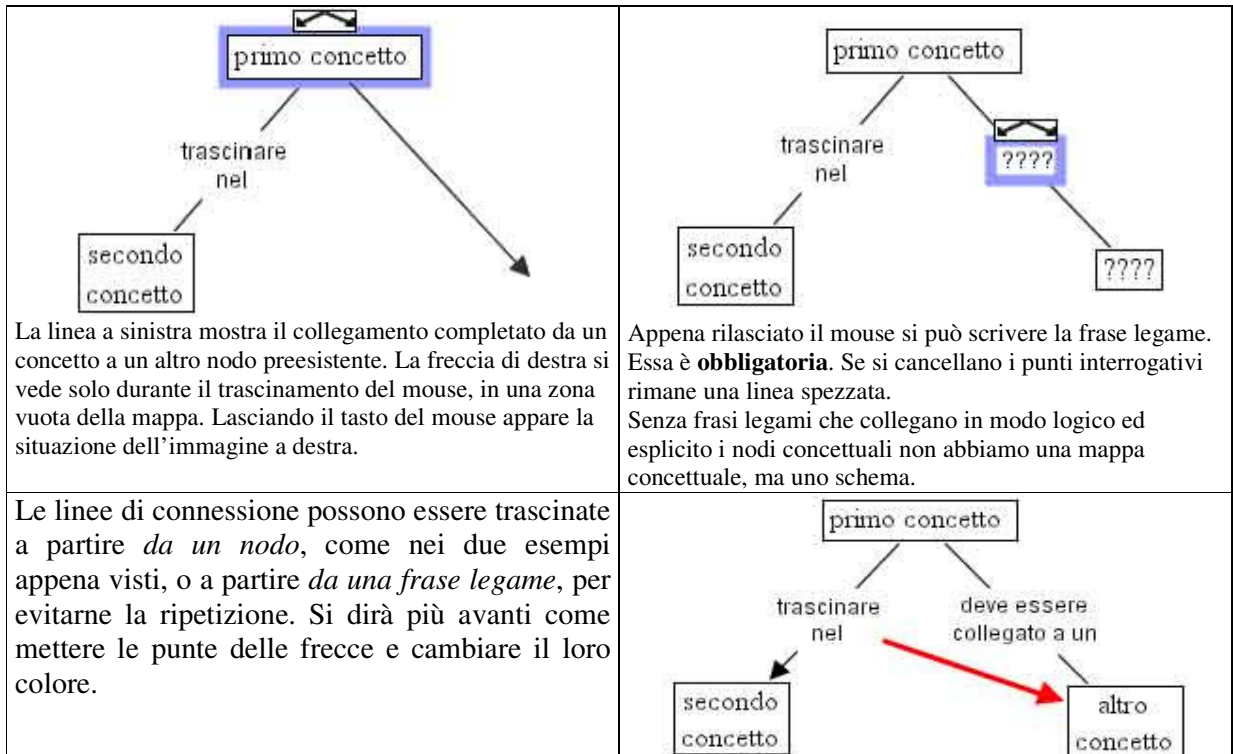 primo concetto
trascinare
nel
secondo
concetto
La linea a sinistra mostra il collegamento completato da un
concetto a un altro nodo preesistente. La freccia di destra si
vede solo durante il trascinamento del mouse, in una zona
vuota della mappa. Lasciando il tasto del mouse appare la
situazione dell’immagine a destra.
primo concetto
trascinare
nel
????
secondo
concetto
????
Appena rilasciato il mouse si può scrivere la frase legame.
Essa è obbligatoria. Se si cancellano i punti interrogativi
rimane una linea spezzata.
Senza frasi legami che collegano in modo logico ed
esplicito i nodi concettuali non abbiamo una mappa
concettuale, ma uno schema.
Le linee di connessione possono essere trascinate
a partire da un nodo, come nei due esempi
appena visti, o a partire da una frase legame, per
evitarne la ripetizione. Si dirà più avanti come
mettere le punte delle frecce e cambiare il loro
colore.
primo concetto
trascinare
nel
deve essere
collegato a un
secondo
concetto
altro
concetto